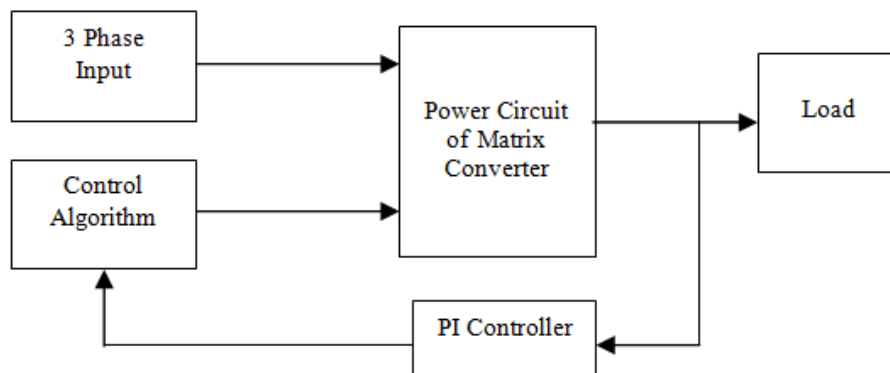 3 Phase
Input
Power Circuit
of Matrix
Converter
Load
Control
Algorithm
PI Controller